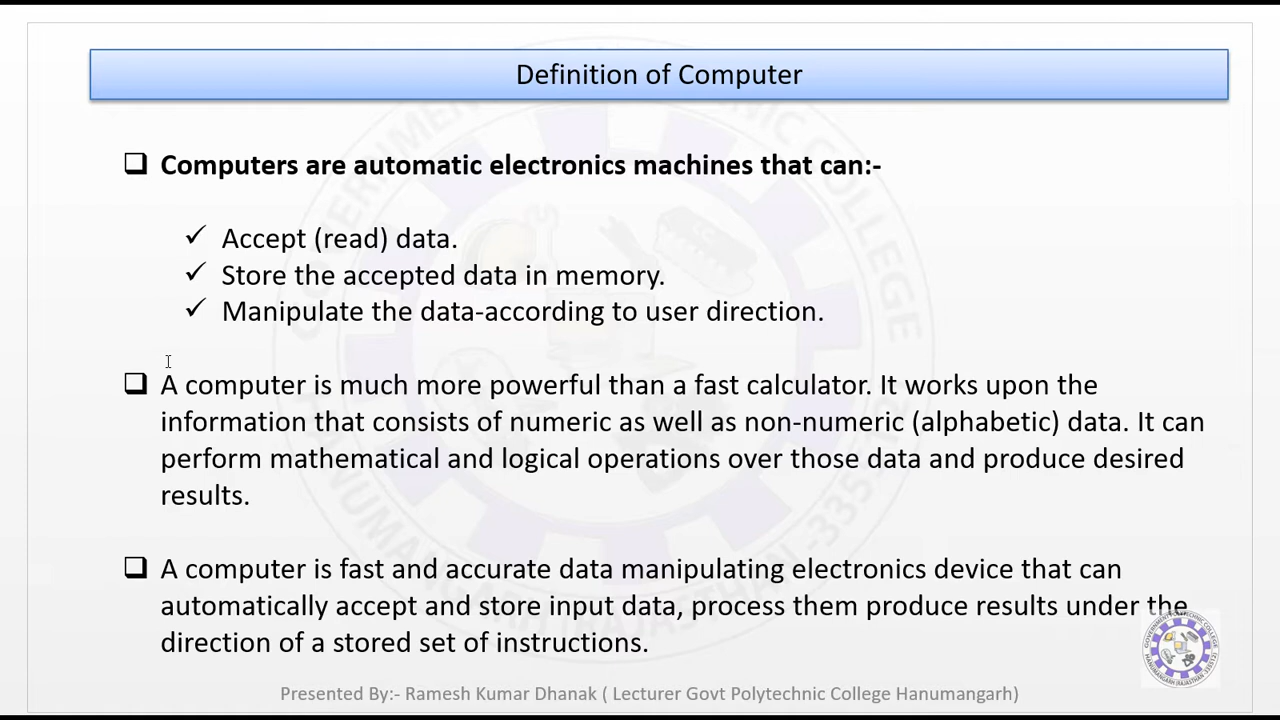 Definition of Computer
Computers are automatic electronics machines that can:-
Accept (read) data.
Store the accepted data in memory.
Manipulate the data-according to user direction.
A computer is much more powerful than a fast calculator. It works upon the
information that consists of numeric as well as non-numeric (alphabetic) data. It can
perform mathematical and logical operations over those data and produce desired
results.
A computer is fast and accurate data manipulating electronics device that can
automatically accept and store input data, process them produce results under the
direction of a stored set of instructions.
Presented By:- Ramesh Kumar Dhanak ( Lecturer Govt Polytechnic College Hanumangarh)